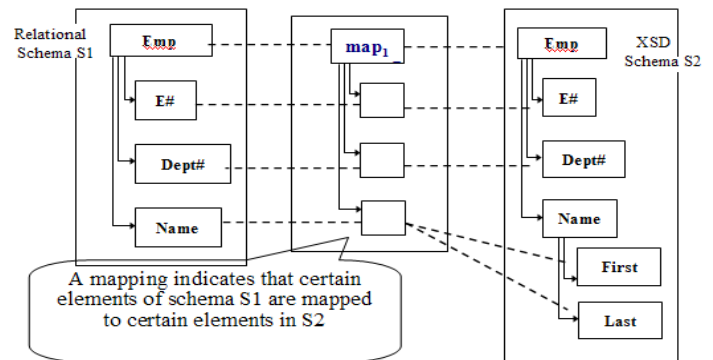 Relational
Schema S1
Emp
E#
Dept#
Name
map1_
Emp
XSD
Schema S2
E#
Dept#
Name
First
Last
A mapping indicates that certain
elements of schema S1 are mapped
to certain elements in S2